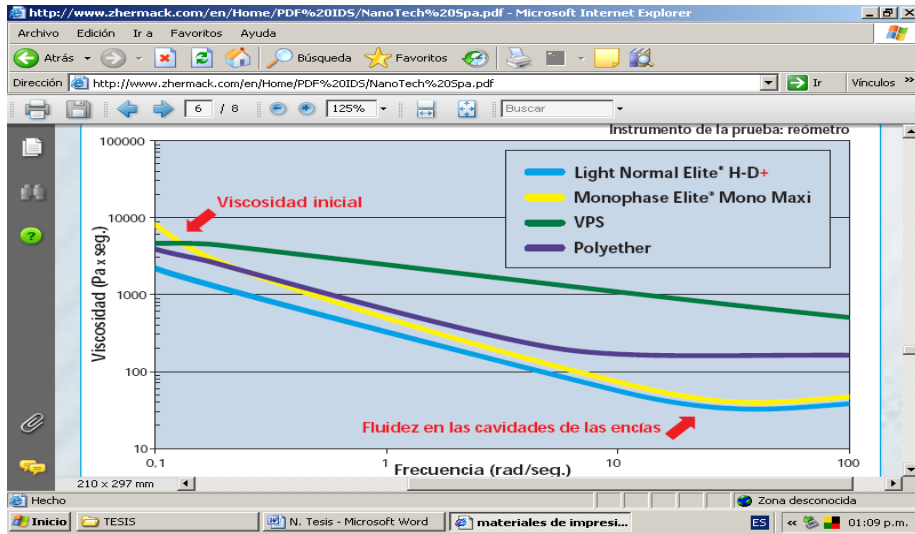 http://www.zhermack.com/en/Home/PDF%20IDS/NanoTech%20Spa.pdf - Microsoft Internet Explorer
Archivo Edición Ir a Favoritos Ayuda
Atrás Búsqueda Favoritos
Dirección http://www.zhermack.com/en/Home/PDF%20IDS/NanoTech%20Spa.pdf Ir Vínculos »
6 / 8 125% Buscar
Instrumento de la prueba: reómetro
100000
Light Normal Elite® H-D+
Monophase Elite® Mono Maxi
VPS
Polyether
Viscosidad inicial
10000
Viscosidad (Pa x seg.)
1000
100
Fluidez en las cavidades de las encías
10
0,1 1 10 100
Frecuencia (rad/seg.)
210 x 297 mm
Hecho Zona desconocida
Inicio TESIS N. Tesis - Microsoft Word materiales de impresi... ES « 01:09 p.m.